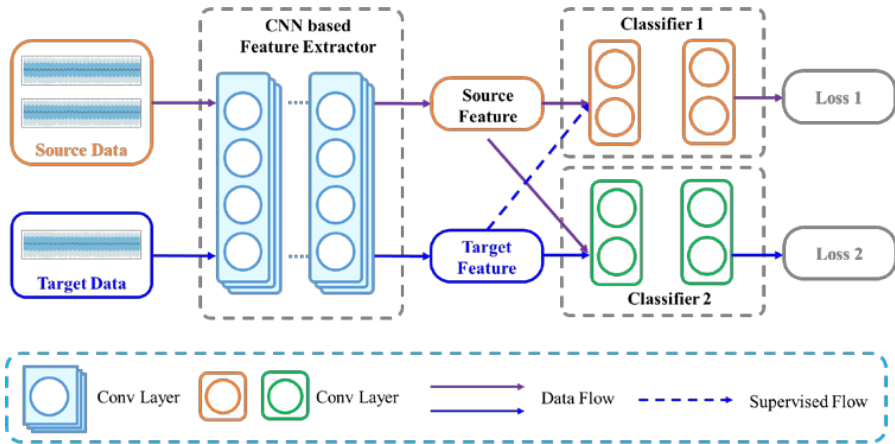 CNN based
Feature Extractor
Classifier 1
Source Data
Source
Feature
Loss 1
Target Data
Target
Feature
Loss 2
Classifier 2
Conv Layer
Conv Layer
Data Flow
Supervised Flow